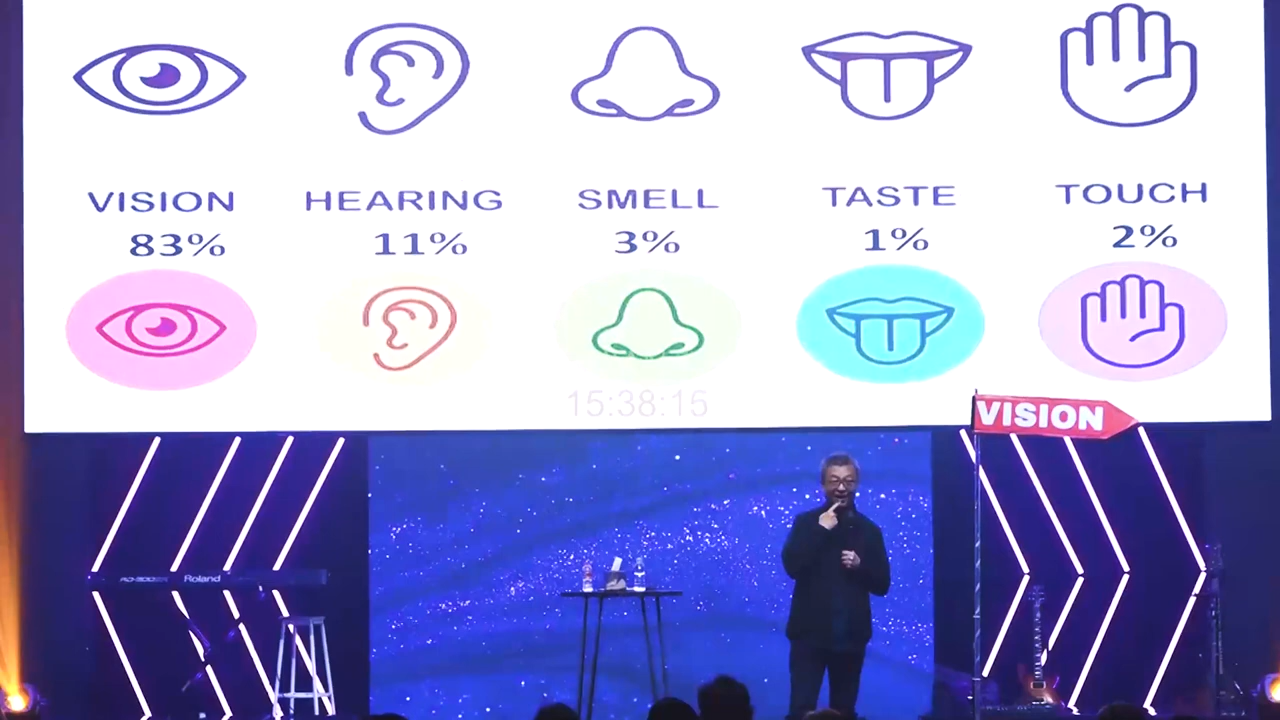 VISION HEARING SMELL TASTE TOUCH
83% 11% 3% 1% 2%
15:38:15
VISION
Roland